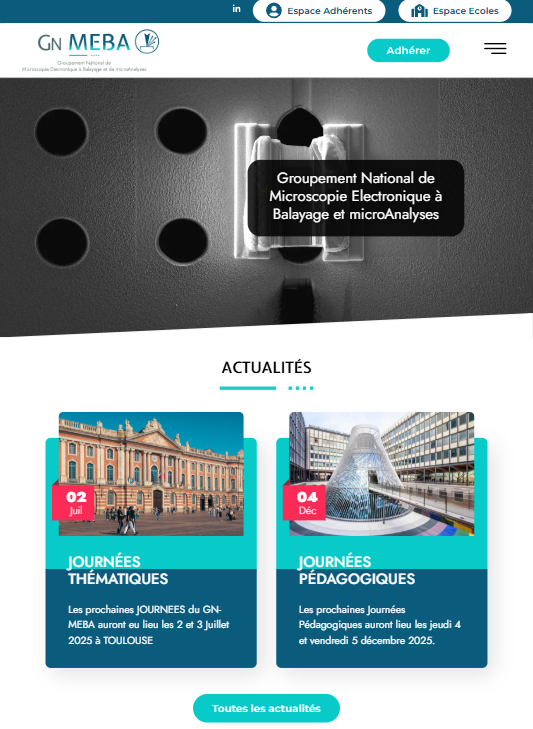 in
Espace Adhérents
Espace Ecoles
GN MEBA
Groupement National de
Microscopie Electronique à Balayage et de microAnalyses
Adhérer
Groupement National de
Microscopie Electronique à
Balayage et microAnalyses
ACTUALITÉS
02
Juil
JOURNÉES
THÉMATIQUES
Les prochaines JOURNEES du GN-
MEBA auront eu lieu les 2 et 3 Juillet
2025 à TOULOUSE
04
Déc
JOURNÉES
PÉDAGOGIQUES
Les prochaines Journées
Pédagogiques auront lieu les jeudi 4
et vendredi 5 décembre 2025.
Toutes les actualités